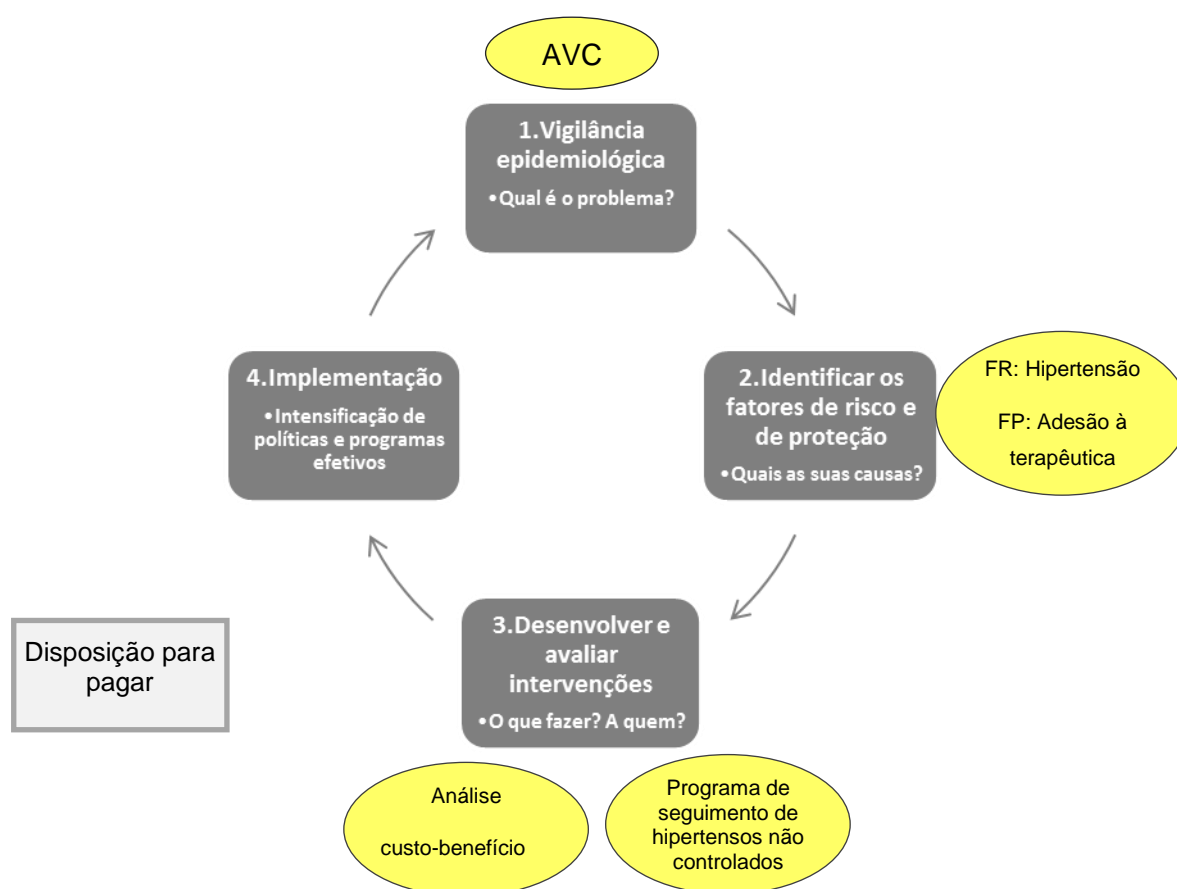 AVC
1.Vigilância
epidemiológica
•Qual é o problema?
2.Identificar os
fatores de risco e
de proteção
•Quais as suas causas?
FR: Hipertensão
FP: Adesão à
terapêutica
3.Desenvolver e
avaliar
intervenções
•O que fazer? A quem?
Análise
custo-benefício
Programa de
seguimento de
hipertensos não
controlados
4.Implementação
•Intensificação de
políticas e programas
efetivos
Disposição para
pagar